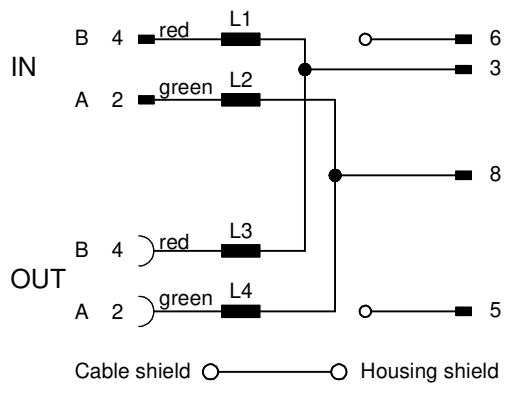 L1
B 4 red 6
IN 3
L2
A 2 green
8
L3
B 4 red
OUT
L4
A 2 green 5
Cable shield Housing shield